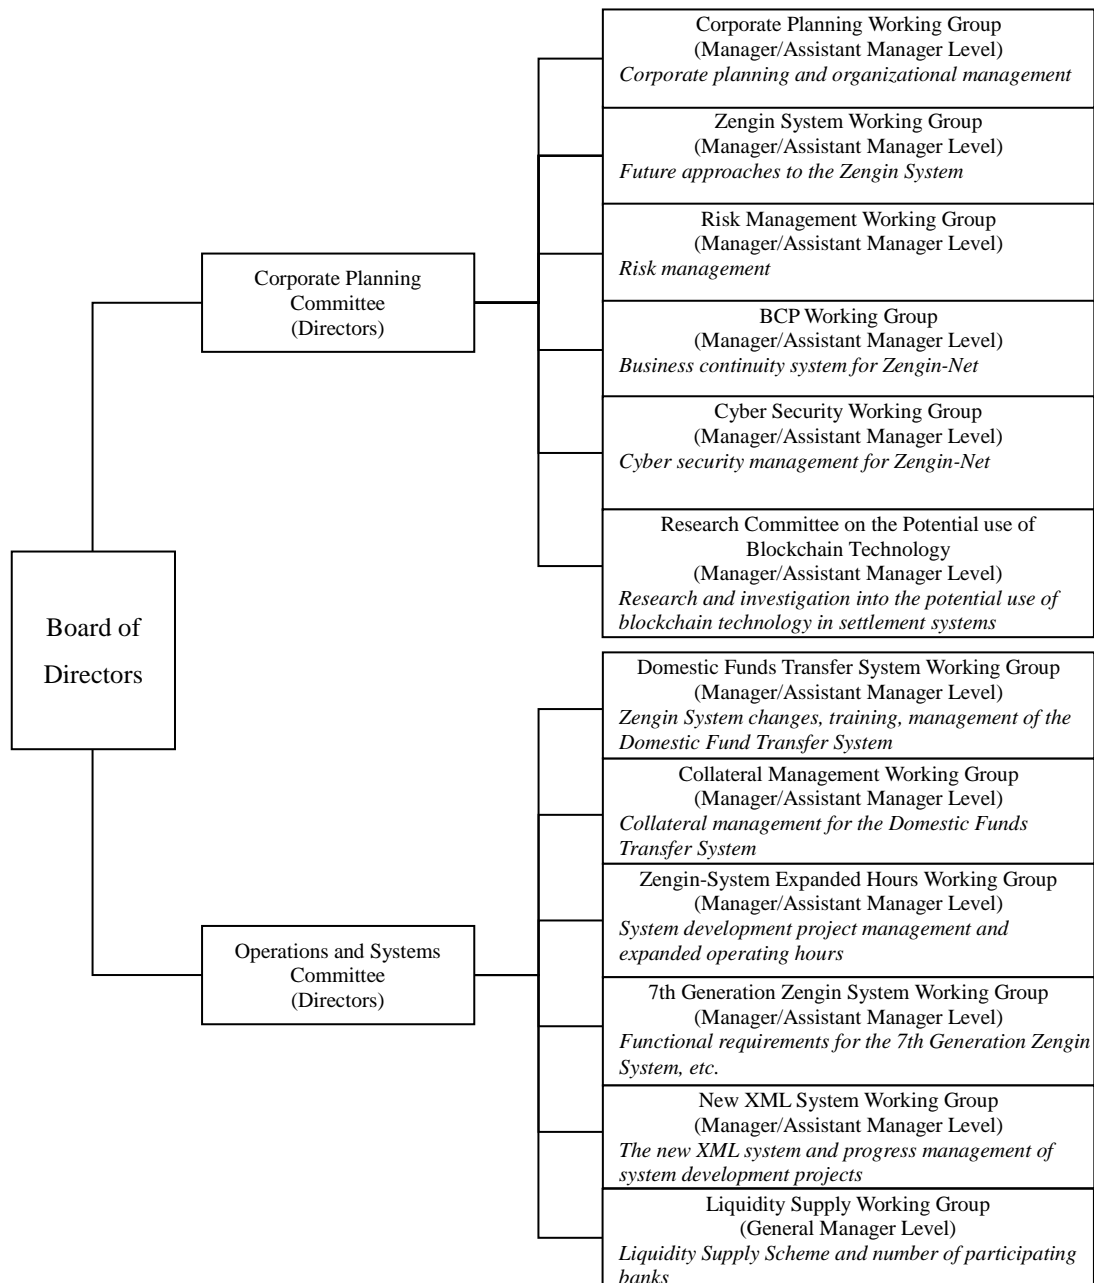 Corporate Planning Working Group
(Manager/Assistant Manager Level)
Corporate planning and organizational management
Zengin System Working Group
(Manager/Assistant Manager Level)
Future approaches to the Zengin System
Risk Management Working Group
(Manager/Assistant Manager Level)
Risk management
Corporate Planning
Committee
(Directors)
BCP Working Group
(Manager/Assistant Manager Level)
Business continuity system for Zengin-Net
Cyber Security Working Group
(Manager/Assistant Manager Level)
Cyber security management for Zengin-Net
Research Committee on the Potential use of
Blockchain Technology
(Manager/Assistant Manager Level)
Research and investigation into the potential use of
blockchain technology in settlement systems
Board of
Directors
Domestic Funds Transfer System Working Group
(Manager/Assistant Manager Level)
Zengin System changes, training, management of the
Domestic Fund Transfer System
Collateral Management Working Group
(Manager/Assistant Manager Level)
Collateral management for the Domestic Funds
Transfer System
Zengin-System Expanded Hours Working Group
(Manager/Assistant Manager Level)
System development project management and
expanded operating hours
Operations and Systems
Committee
(Directors)
7th Generation Zengin System Working Group
(Manager/Assistant Manager Level)
Functional requirements for the 7th Generation Zengin
System, etc.
New XML System Working Group
(Manager/Assistant Manager Level)
The new XML system and progress management of
system development projects
Liquidity Supply Working Group
(General Manager Level)
Liquidity Supply Scheme and number of participating
banks